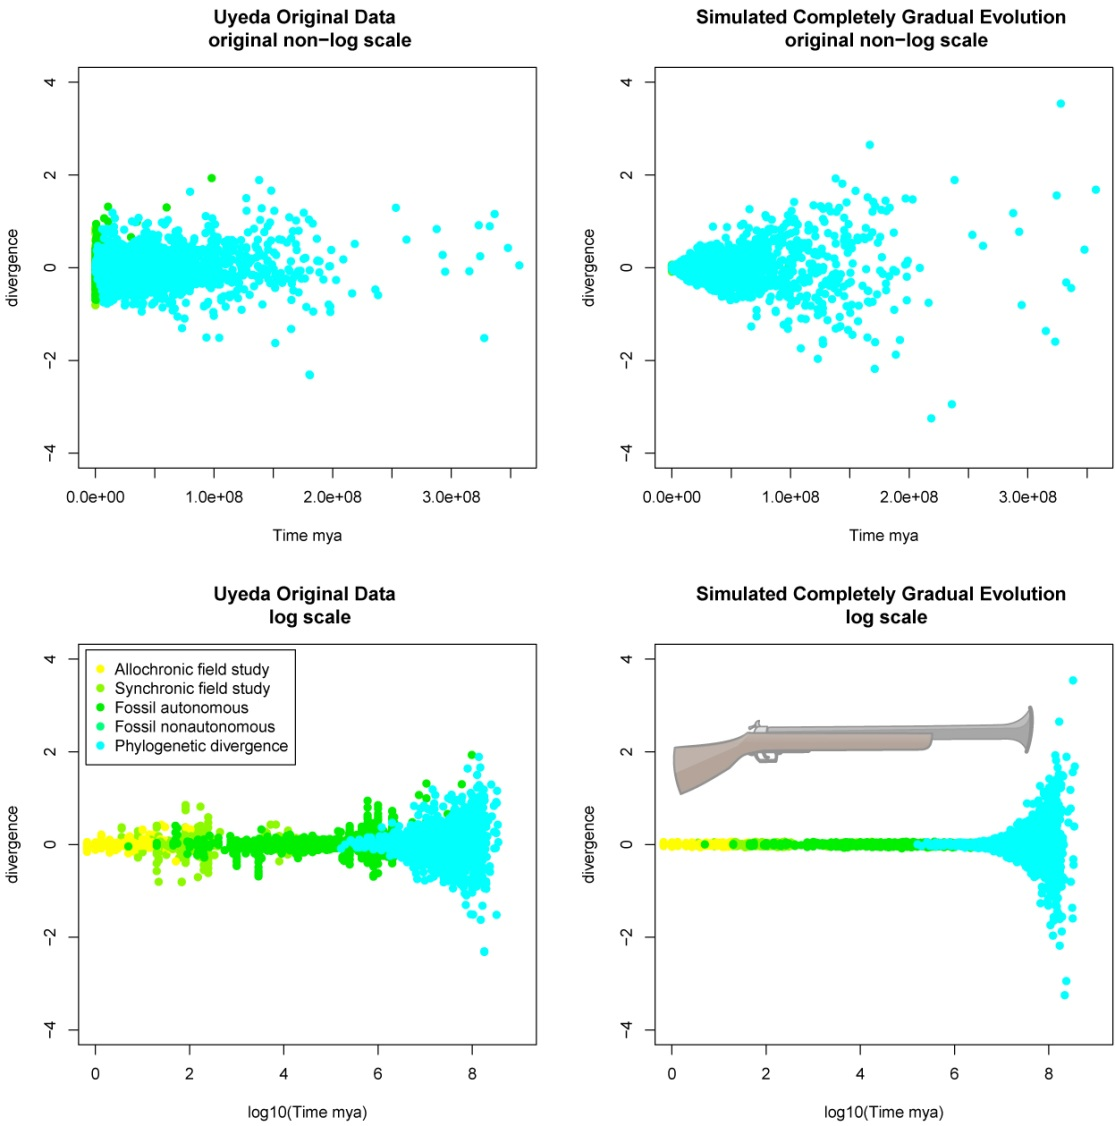 Uyeda Original Data
original non−log scale
4
2
0
−2
−4
divergence
0.0e+00 1.0e+08 2.0e+08 3.0e+08
Time mya
Simulated Completely Gradual Evolution
original non−log scale
4
2
0
−2
−4
divergence
0.0e+00 1.0e+08 2.0e+08 3.0e+08
Time mya
Uyeda Original Data
log scale
4
2
0
−2
−4
divergence
Allochronic field study
Synchronic field study
Fossil autonomous
Fossil nonautonomous
Phylogenetic divergence
0 2 4 6 8
log10(Time mya)
Simulated Completely Gradual Evolution
log scale
4
2
0
−2
−4
divergence
0 2 4 6 8
log10(Time mya)